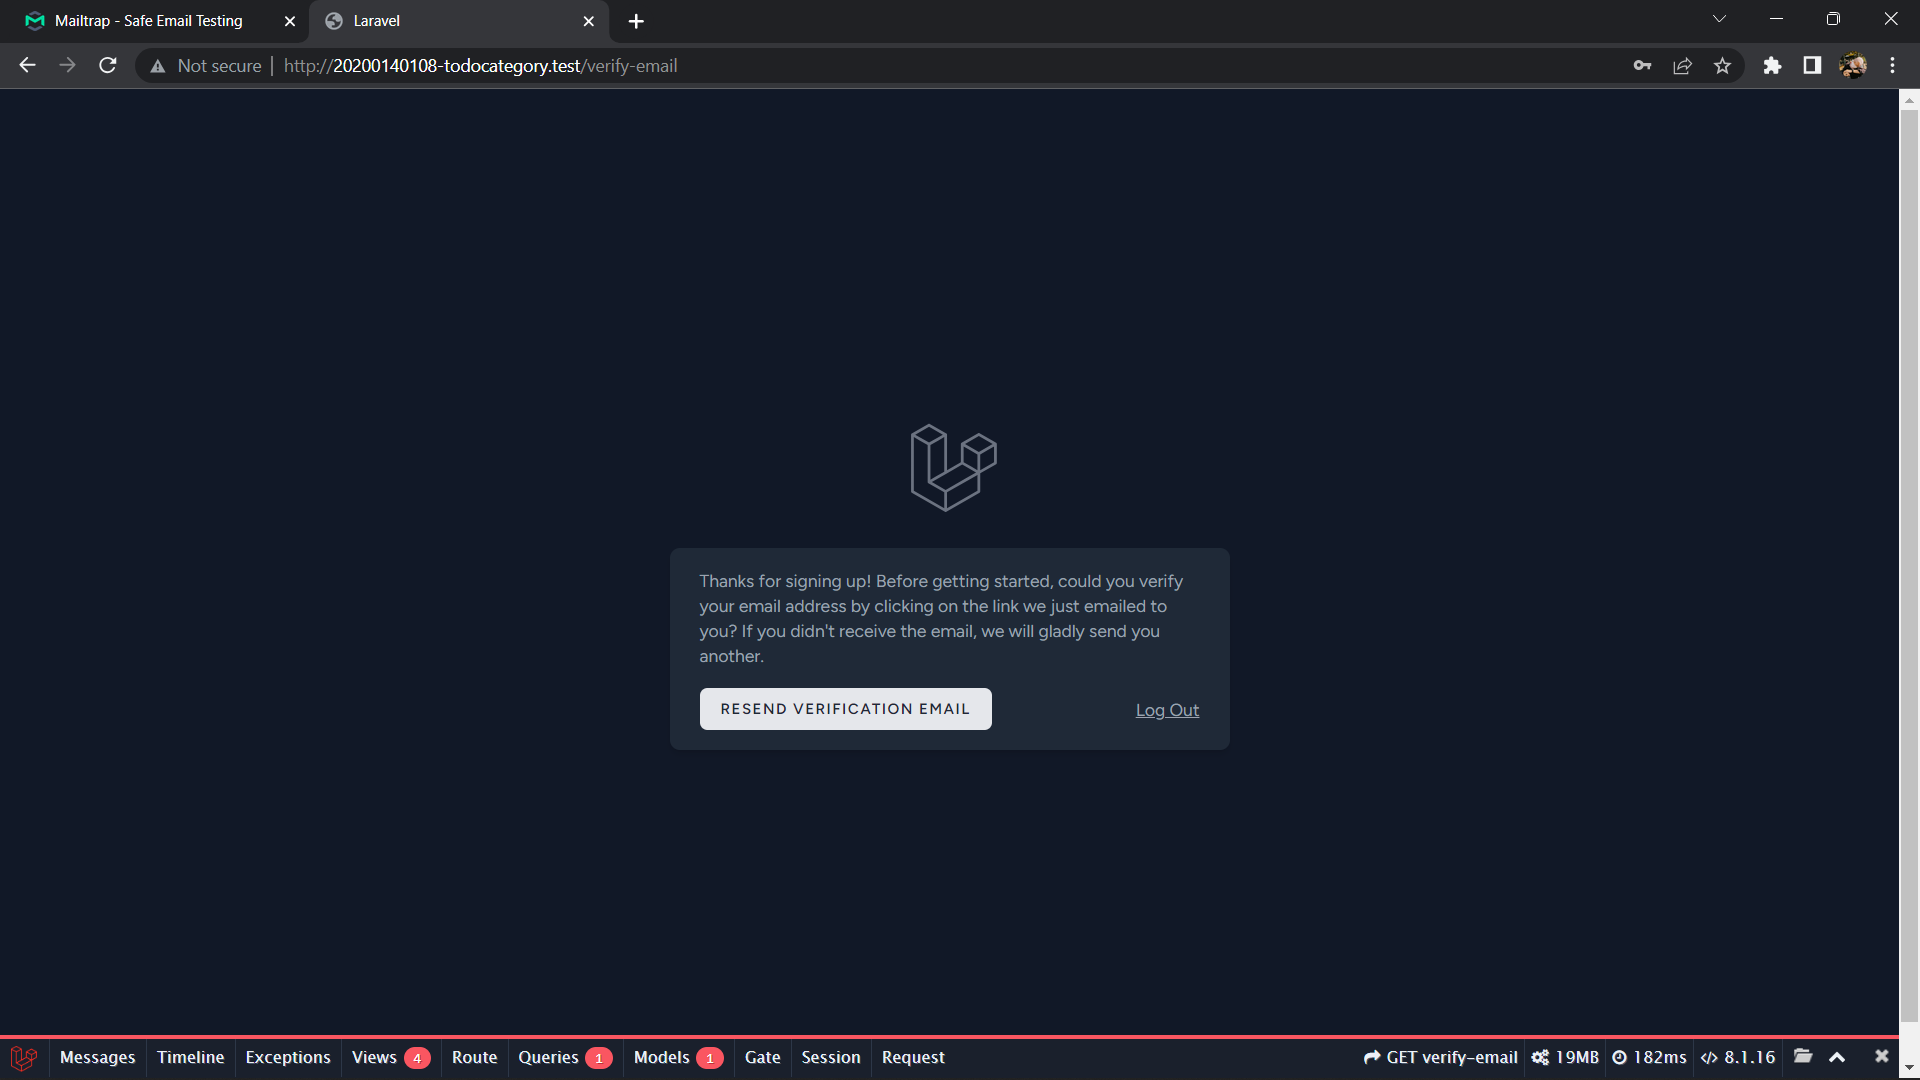 Mailtrap - Safe Email Testing
Laravel
Not secure
http://20200140108-todocategory.test/verify-email
Thanks for signing up! Before getting started, could you verify
your email address by clicking on the link we just emailed to
you? If you didn't receive the email, we will gladly send you
another.
RESEND VERIFICATION EMAIL
Log Out
Messages Timeline Exceptions Views 4 Route Queries 1 Models 1 Gate Session Request GET verify-email 19MB 182ms </> 8.1.16